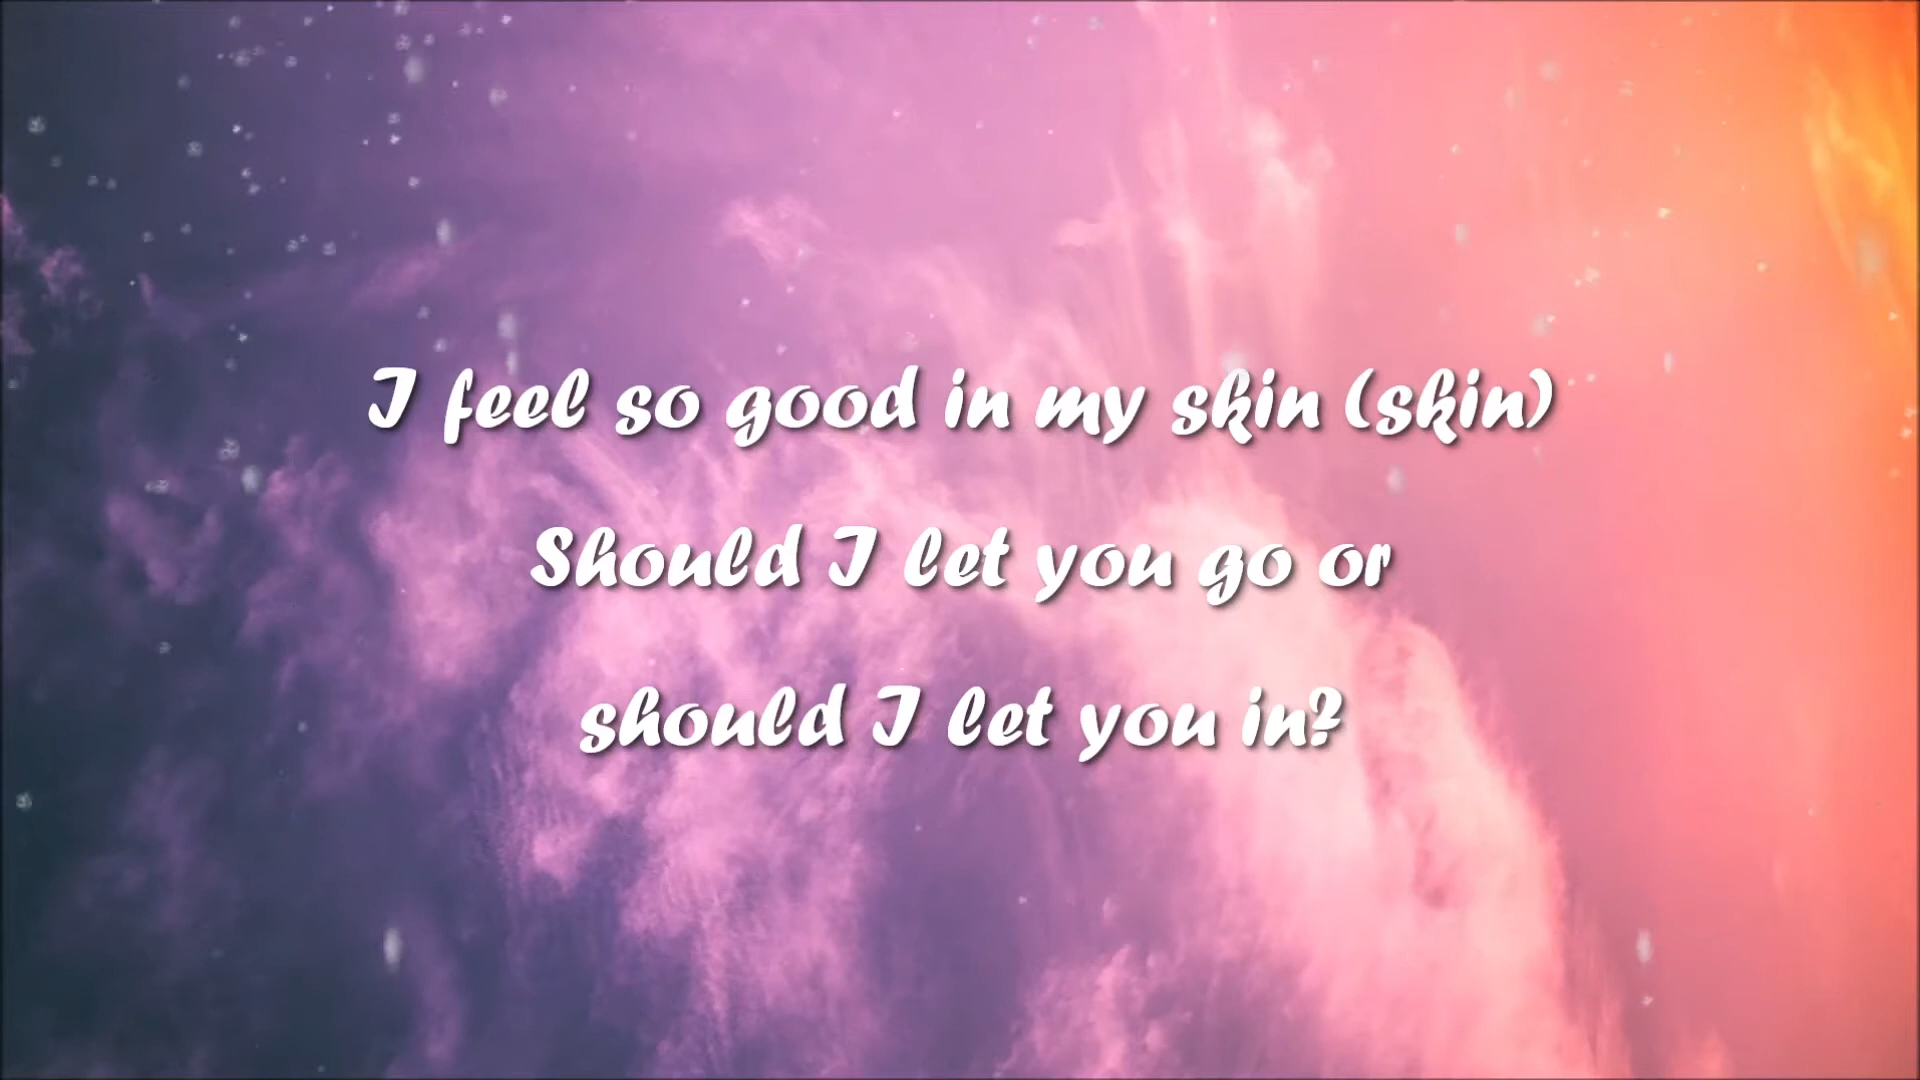 I feel so good in my skin (skin)
Should I let you go or
should I let you in?